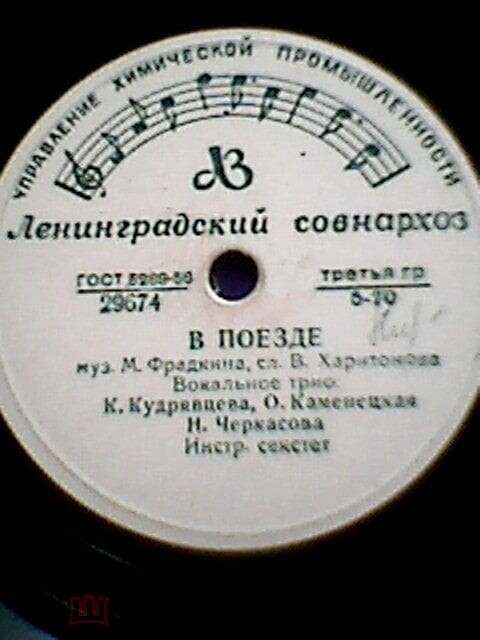 УПРАВЛЕНИЕ ХИМИЧЕСКОЙ ПРОМЫШЛЕННОСТИ
ЛЗ
Ленинградский совнархоз
ГОСТ 5289-56
29674
третья гр
5-10
В ПОЕЗДЕ
муз. М. Фрадкина, сл. В. Харитонова
Вокальное трио.
К. Кудрявцева, О. Каменецкая
Н. Черкасова
Инстр. секстет